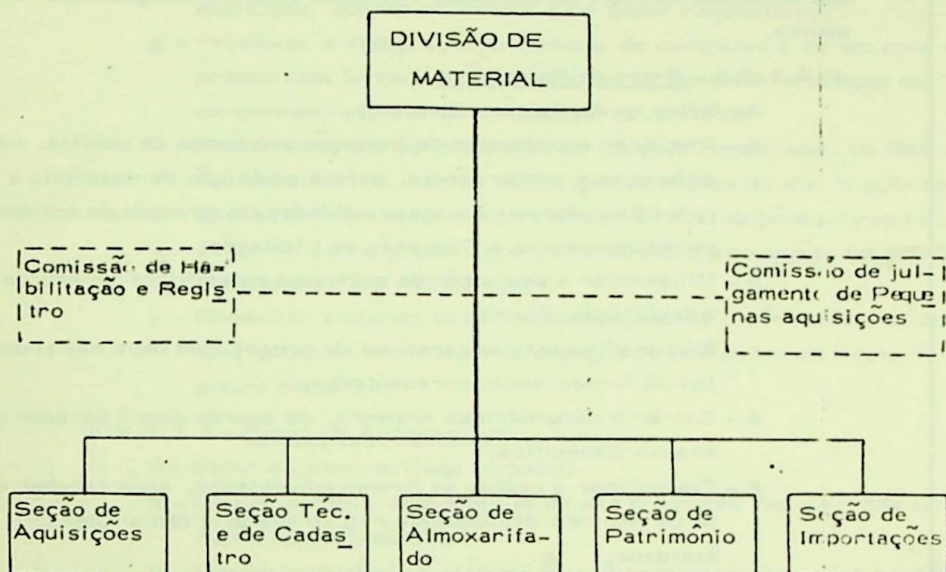 DIVISÃO DE
MATERIAL
Comissão de Ha-
bilitação e Regis
tro
Comissão de jul-
gamento de Peque
nas aquisições
Seção de
Aquisições
Seção Téc.
e de Cadas
tro
Seção de
Almoxarifa-
do
Seção de
Patrimônio
Seção de
Importações